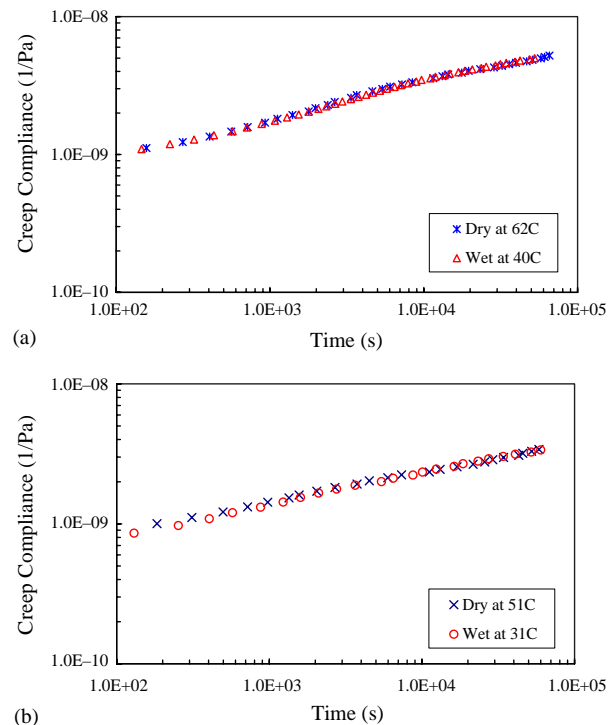 1.0E–08
1.0E–09
1.0E–10
Creep Compliance (1/Pa)
Dry at 62C
Wet at 40C
1.0E+02
1.0E+03
1.0E+04
1.0E+05
Time (s)
(a)
1.0E–08
1.0E–09
1.0E–10
Creep Compliance (1/Pa)
Dry at 51C
Wet at 31C
1.0E+02
1.0E+03
1.0E+04
1.0E+05
Time (s)
(b)